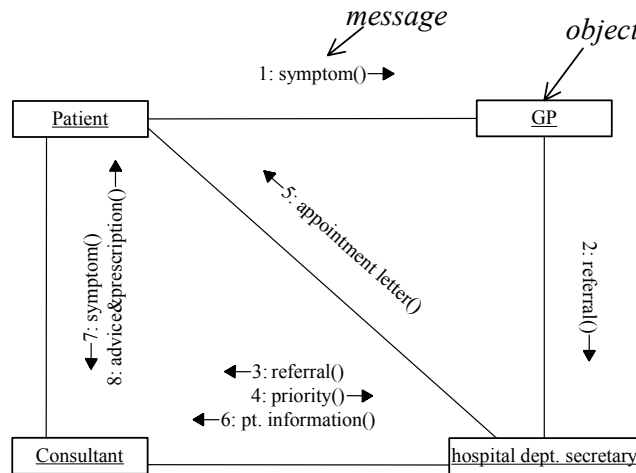 message
object
1: symptom()
Patient
GP
5: appointment letter()
2: referral()
7: symptom()
8: advice&prescription()
3: referral()
4: priority()
6: pt. information()
Consultant
hospital dept. secretary